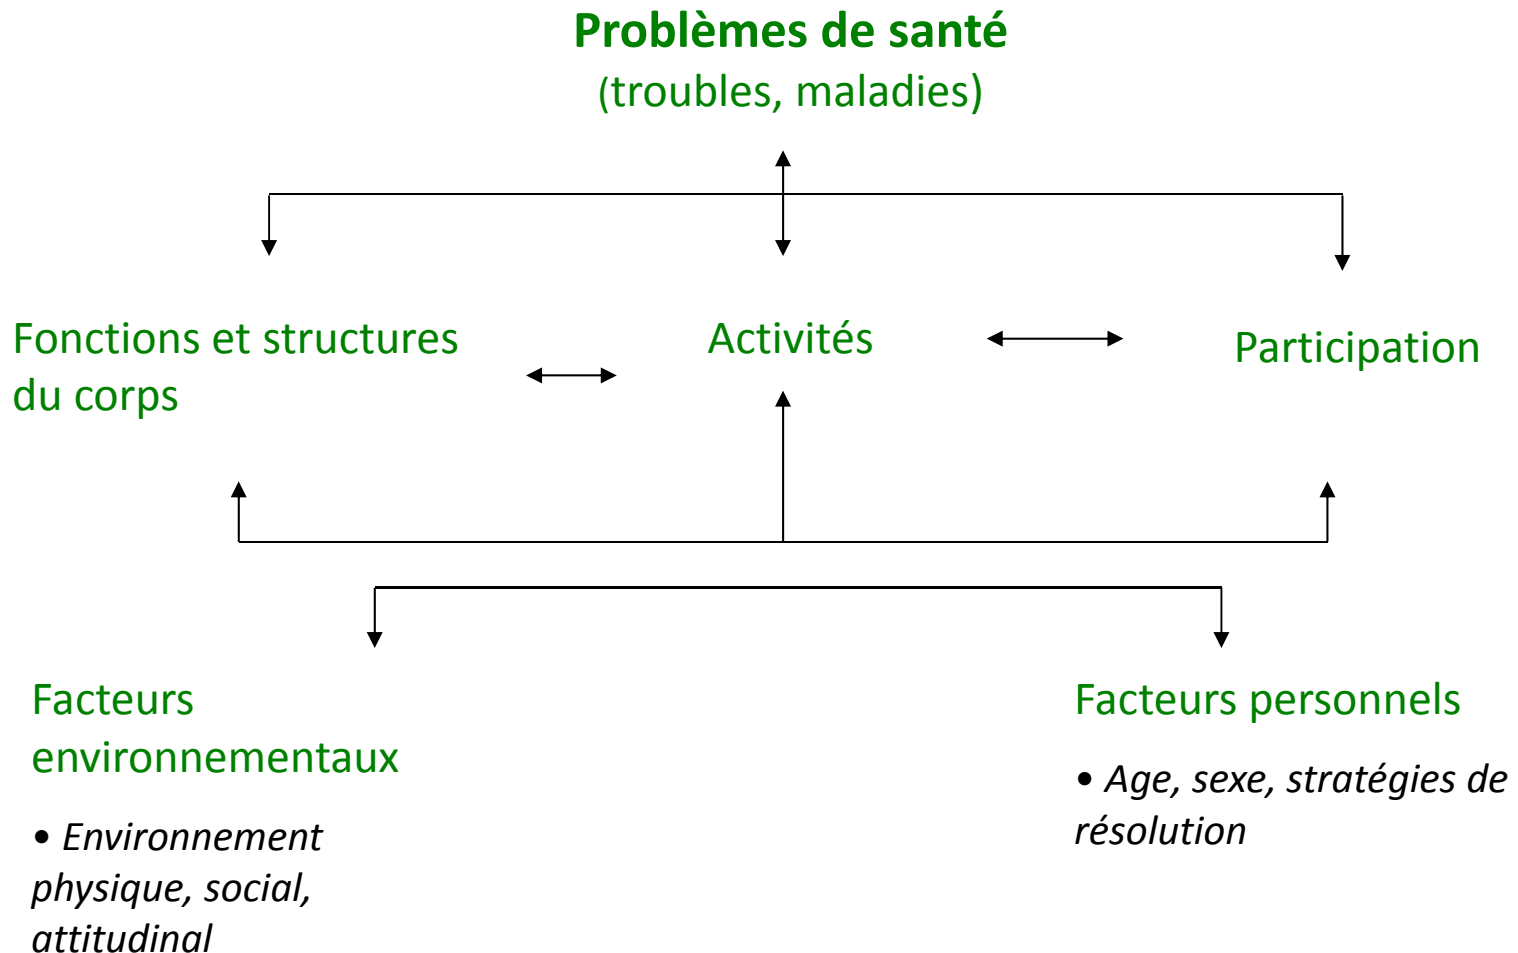 Problèmes de santé
(troubles, maladies)
Fonctions et structures
du corps
Activités
Participation
Facteurs
environnementaux
• Environnement
physique, social,
attitudinal
Facteurs personnels
• Age, sexe, stratégies de
résolution